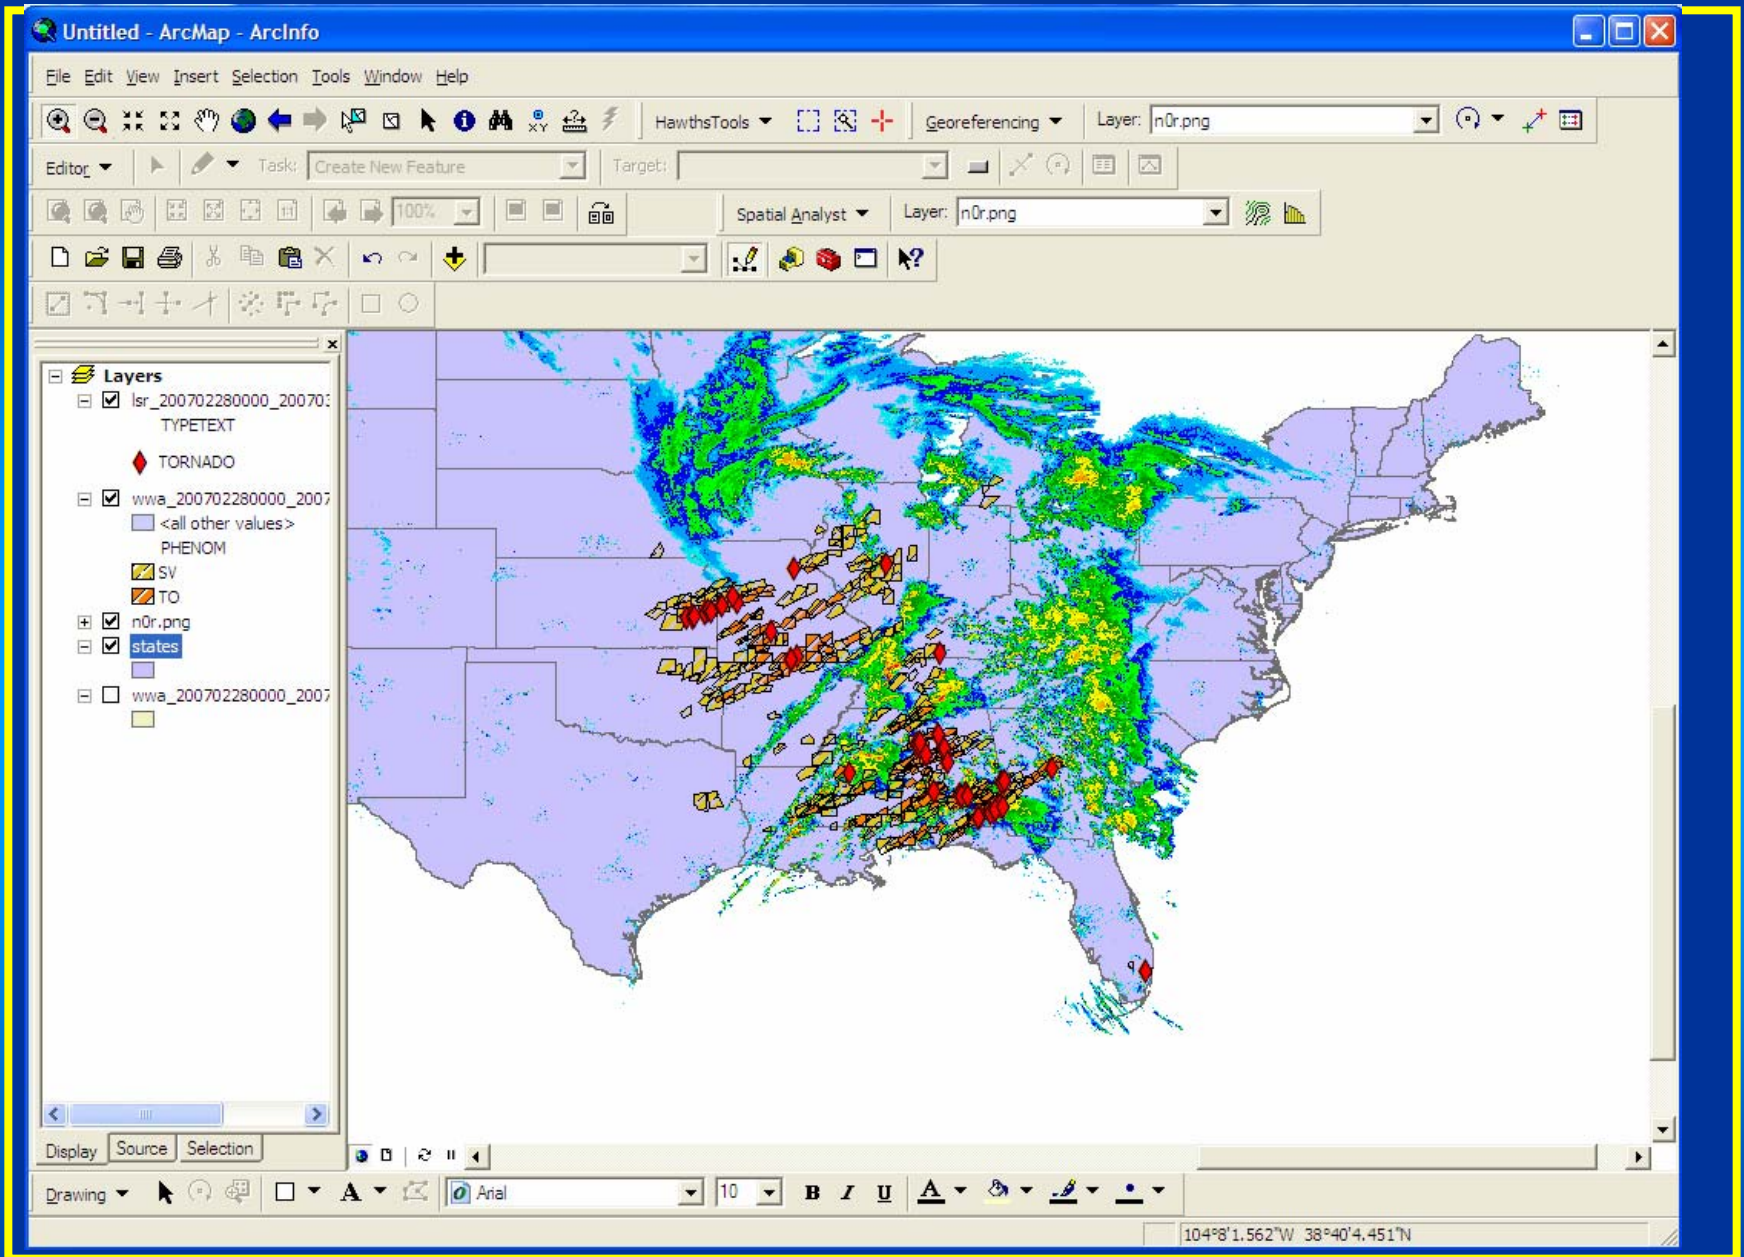 Untitled - ArcMap - ArcInfo
File Edit View Insert Selection Tools Window Help
HawthsTools Georeferencing Layer: n0r.png
Editor Task: Create New Feature Target:
100% Spatial Analyst Layer: n0r.png
Layers
lsr_200702280000_200703
TYPETEXT
TORNADO
wwa_200702280000_2007
<all other values>
PHENOM
SV
TO
n0r.png
states
wwa_200702280000_2007
Display Source Selection
Drawing A Arial 10 B I U A
104°8'1.562"W 38°40'4.451"N